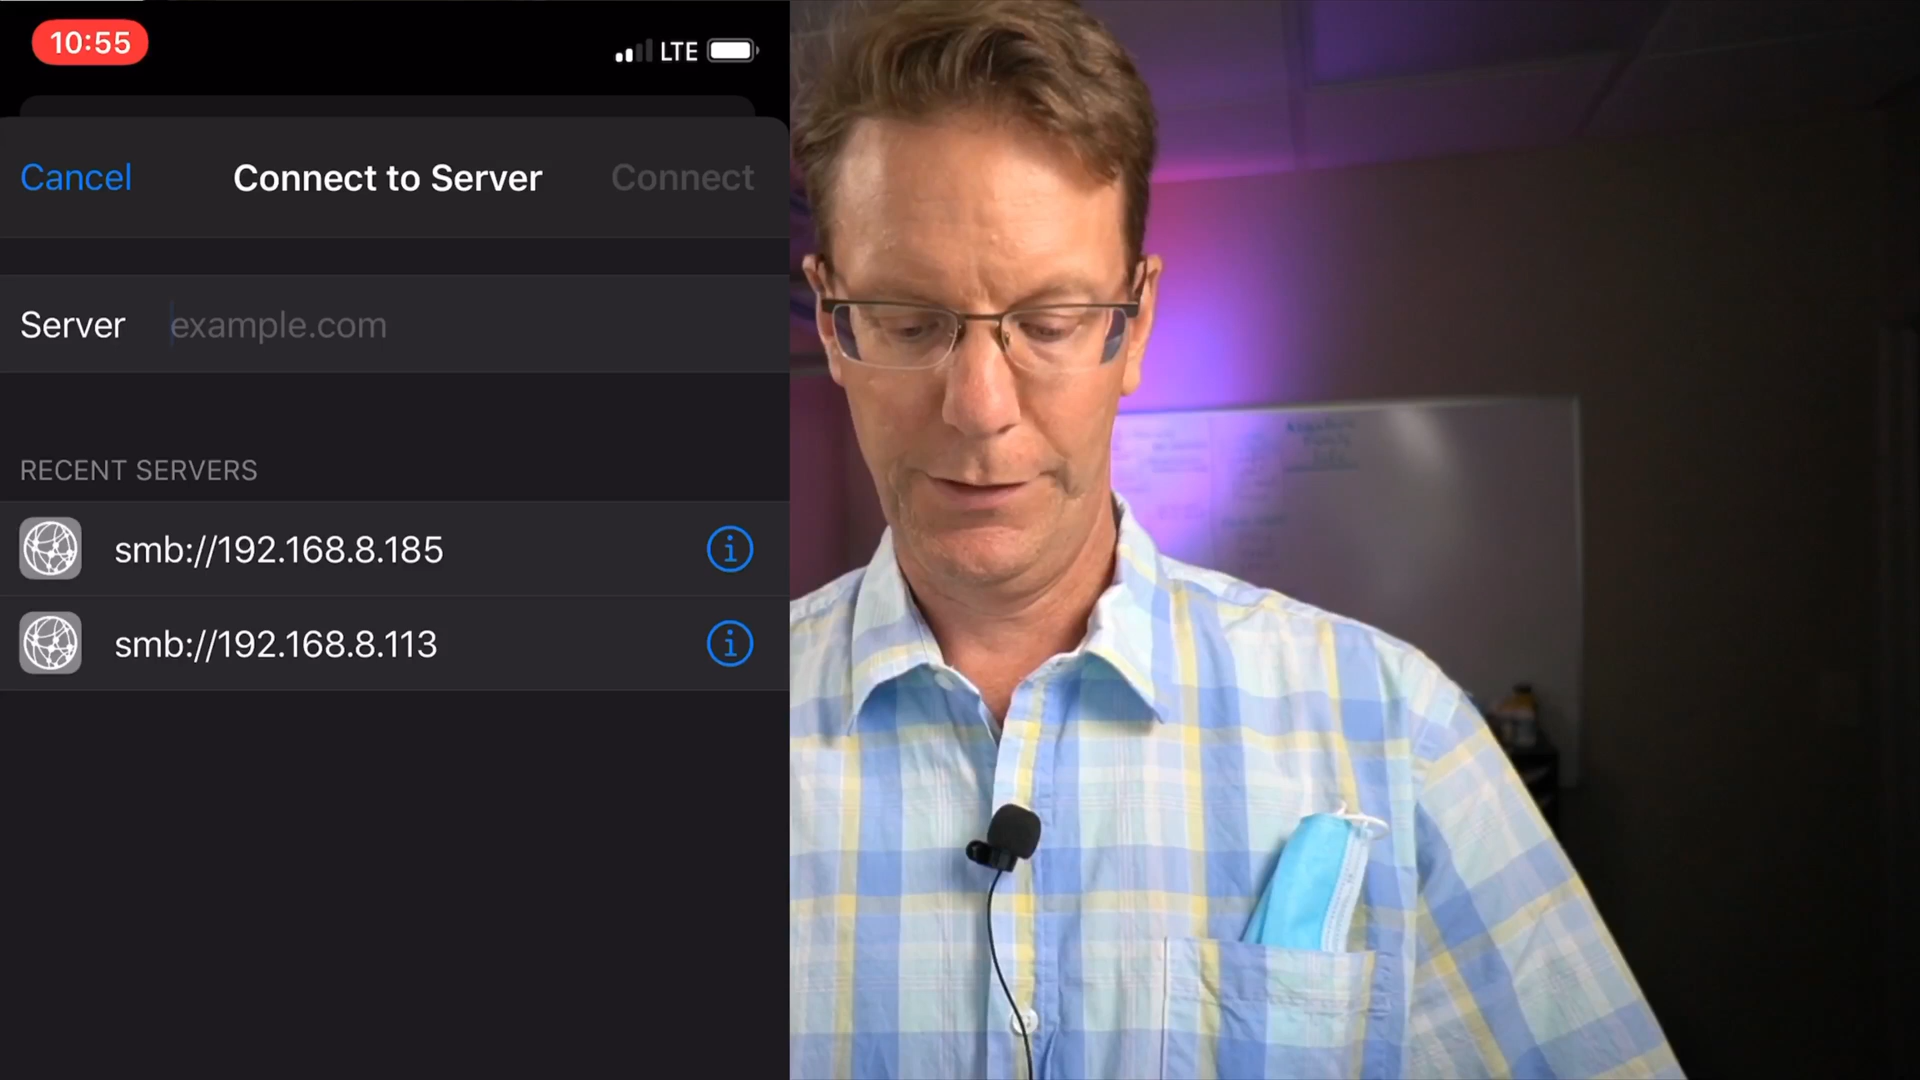 10:55
LTE
Cancel
Connect to Server
Connect
Server
example.com
RECENT SERVERS
smb://192.168.8.185
smb://192.168.8.113